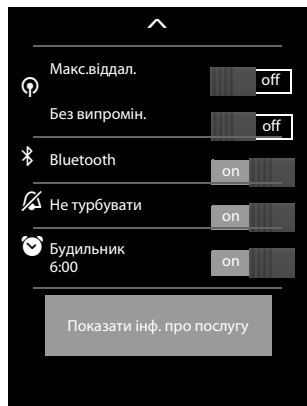 Макс.віддал.
off
Без випромін.
off
Bluetooth
on
Не турбувати
on
Будильник
6:00
on
Показати інф. про послугу